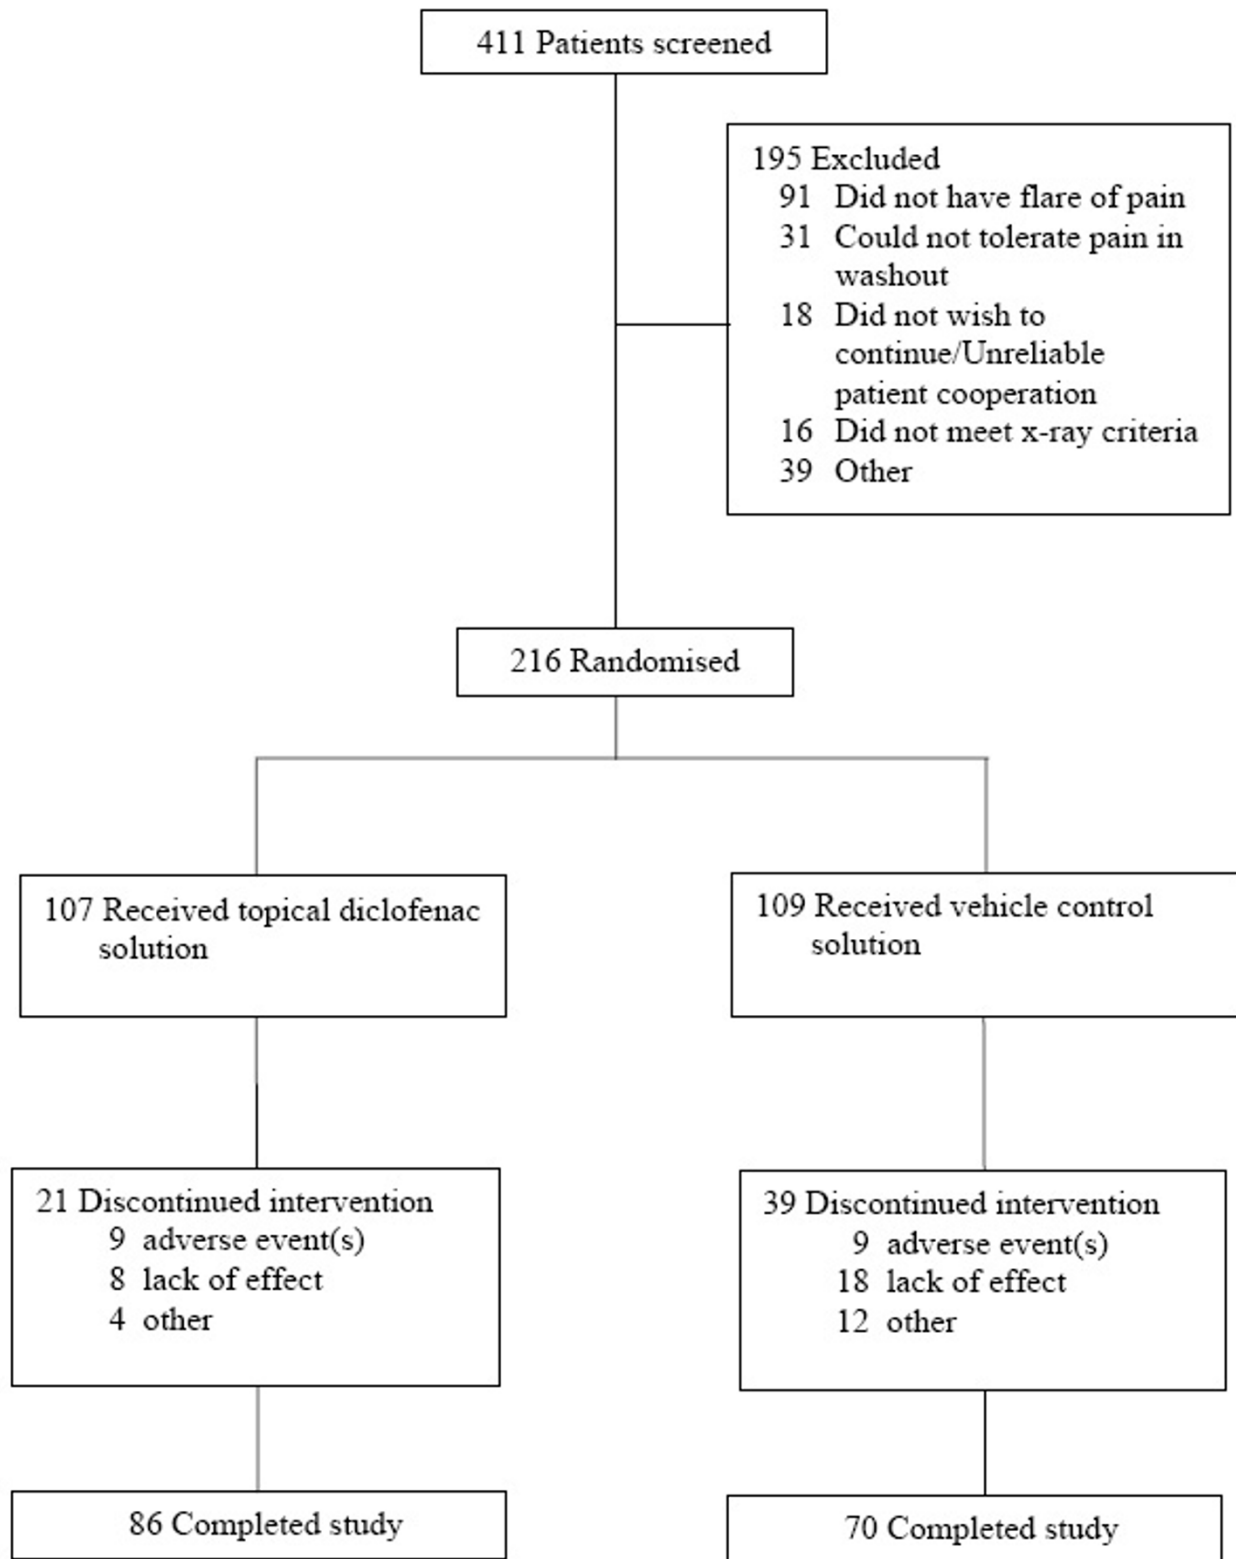 411 Patients screened
195 Excluded
91 Did not have flare of pain
31 Could not tolerate pain in
washout
18 Did not wish to
continue/Unreliable
patient cooperation
16 Did not meet x-ray criteria
39 Other
216 Randomised
107 Received topical diclofenac
solution
109 Received vehicle control
solution
21 Discontinued intervention
9 adverse event(s)
8 lack of effect
4 other
39 Discontinued intervention
9 adverse event(s)
18 lack of effect
12 other
86 Completed study
70 Completed study